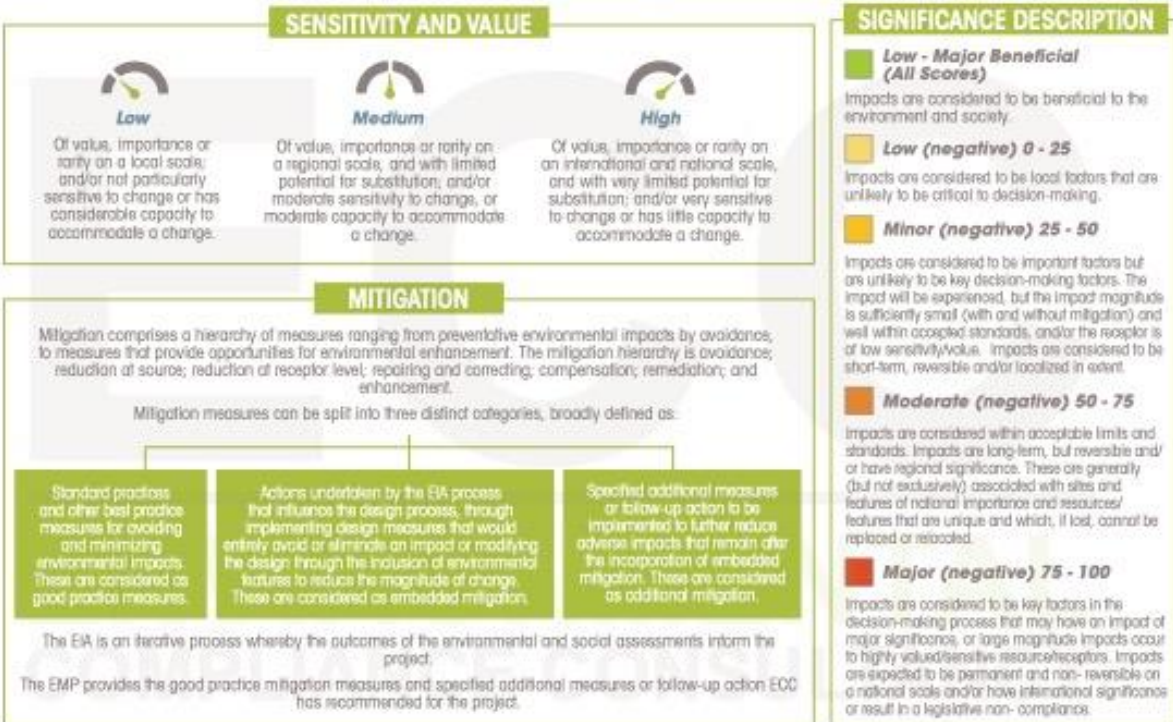 SENSITIVITY AND VALUE
Low
Of value, importance or
rarity on a local scale;
and/or not particularly
sensitive to change or has
considerable capacity to
accommodate a change.
Medium
Of value, importance or rarity on
a regional scale, and with limited
potential for substitution; and/or
moderate sensitivity to change, or
moderate capacity to accommodate
a change.
High
Of value, importance or rarity on
an international and national scale,
and with very limited potential for
substitution; and/or very sensitive
to change or has little capacity to
accommodate a change.
MITIGATION
Mitigation comprises a hierarchy of measures ranging from preventative environmental impacts by avoidance,
to measures that provide opportunities for environmental enhancement. The mitigation hierarchy is avoidance;
reduction at source; reduction at receptor level; repairing and correcting; compensation; remediation; and
enhancement.
Mitigation measures can be split into three distinct categories, broadly defined as:
Standard practices
and other best practice
measures for avoiding
and minimizing
environmental impacts.
These are considered as
good practice measures.
Actions undertaken by the EIA process
that influence the design process, through
implementing design measures that would
entirely avoid or eliminate an impact or modifying
the design through the inclusion of environmental
features to reduce the magnitude of change.
These are considered as embedded mitigation.
Specified additional measures
or follow-up action to be
implemented to further reduce
adverse impacts that remain after
the incorporation of embedded
mitigation. These are considered
as additional mitigation.
The EIA is an iterative process whereby the outcomes of the environmental and social assessments inform the
project.
The EMP provides the good practice mitigation measures and specified additional measures or follow-up action ECC
has recommended for the project.
SIGNIFICANCE DESCRIPTION
Low - Major Beneficial
(All Scores)
Impacts are considered to be beneficial to the
environment and society.
Low (negative) 0 - 25
Impacts are considered to be local factors that are
unlikely to be critical to decision-making.
Minor (negative) 25 - 50
Impacts are considered to be important factors but
are unlikely to be key decision-making factors. The
impact will be experienced, but the impact magnitude
is sufficiently small (with and without mitigation) and
well within accepted standards, and/or the receptor is
of low sensitivity/value. Impacts are considered to be
short-term, reversible and/or localized in extent.
Moderate (negative) 50 - 75
Impacts are considered within acceptable limits and
standards. Impacts are long-term, but reversible and/
or have regional significance. These are generally
(but not exclusively) associated with sites and
features of national importance and resources/
features that are unique and which, if lost, cannot be
replaced or relocated.
Major (negative) 75 - 100
Impacts are considered to be key factors in the
decision-making process that may have an impact of
major significance, or large magnitude impacts occur
to highly valued/sensitive resource/receptors. Impacts
are expected to be permanent and non- reversible on
a national scale and/or have international significance
or result in a legislative non- compliance.
ECC
COMPLIANCE CONSUL